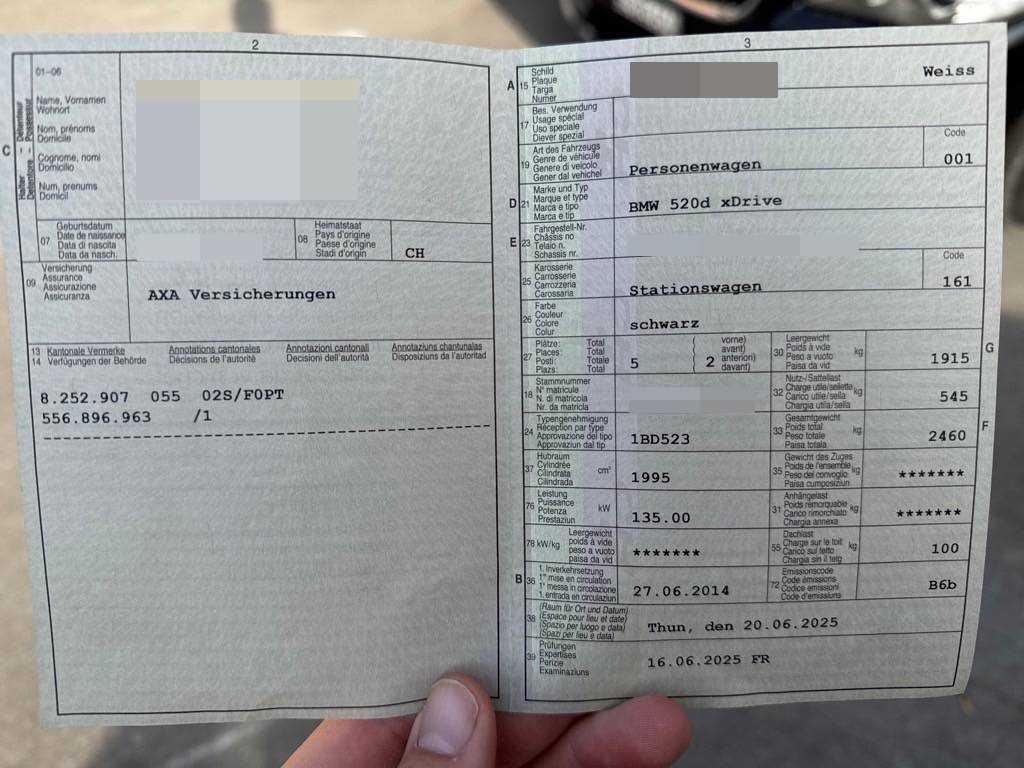 2
01-06
C
Halter - Détenteur
Detentore - Possessur
Name, Vornamen
Wohnort
Nom, prénoms
Domicile
Cognome, nomi
Domicilio
Num, prenums
Domicil
07
Geburtsdatum
Date de naissance
Data di nascita
Data da nasch.
08
Heimatstaat
Pays d'origine
Paese d'origine
Stadi d'origin
CH
09
Versicherung
Assurance
Assicurazione
Assicuranza
AXA Versicherungen
13 Kantonale Vermerke Annotations cantonales Annotazioni cantonali Annotaziuns chantunalas
14 Verfügungen der Behörde Décisions de l'autorité Decisioni dell'autorità Disposiziuns da l'autoritad
8.252.907 055 02S/F0PT
556.896.963 /1
3
A 15
Schild
Plaque
Targa
Numer
Weiss
17
Bes. Verwendung
Usage spécial
Uso speciale
Diever spezial
19
Art des Fahrzeugs
Genre de véhicule
Genere di veicolo
Gener dal vehichel
Personenwagen
Code
001
D 21
Marke und Typ
Marque et type
Marca e tipo
Marca e tip
BMW 520d xDrive
E 23
Fahrgestell-Nr.
Châssis no
Telaio n.
Schassis nr.
25
Karosserie
Carrosserie
Carrozzeria
Carossaria
Stationswagen
Code
161
26
Farbe
Couleur
Colore
Colur
schwarz
27
Plätze: Total
Places: Total
Posti: Totale
Plazs: Total
5
2
vorne)
avant)
anteriori)
davant)
30
Leergewicht
Poids à vide
Peso a vuoto
Paisa da vid
kg
1915
G
18
Stammnummer
N° matricule
N. di matricola
Nr. da matricla
32
Nutz-/Sattellast
Charge utile/sellette
Carico utile/sella
Chargia utila/sella
kg
545
24
Typengenehmigung
Réception par type
Approvazione del tipo
Approvaziun dal tip
1BD523
33
Gesamtgewicht
Poids total
Peso totale
Paisa totala
kg
2460
F
37
Hubraum
Cylindrée
Cilindrata
Cilindrada
cm³
1995
35
Gewicht des Zuges
Poids de l'ensemble
Peso del convoglio
Paisa cumposiziun
kg
*******
76
Leistung
Puissance
Potenza
Prestaziun
kW
135.00
31
Anhängelast
Poids remorquable
Carico rimorchiato
Chargia annexa
kg
*******
78 kW/kg
Leergewicht
poids à vide
peso a vuoto
paisa da vid
*******
55
Dachlast
Charge sur le toit
Carico sul tetto
Chargia sin il tetg
kg
100
B 36
1. Inverkehrsetzung
1re mise en circulation
1a messa in circolazione
1. entrada en circulaziun
27.06.2014
72
Emissionscode
Code émissions
Codice emissioni
Code d'emissiuns
B6b
38
(Raum für Ort und Datum)
(Espace pour lieu et date)
(Spazio per luogo e data)
(Spazi per lieu e data)
Thun, den 20.06.2025
39
Prüfungen
Expertises
Perizie
Examinaziuns
16.06.2025 FR